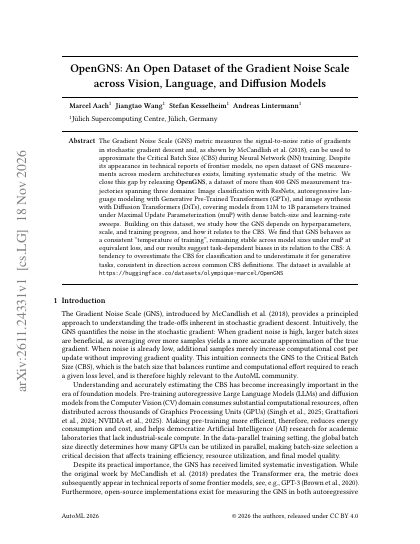 arXiv:2611.24331v1 [cs.LG] 18 Nov 2026
OpenGNS: An Open Dataset of the Gradient Noise Scale
across Vision, Language, and Diffusion Models
Marcel Aach¹ Jiangtao Wang¹ Stefan Kesselheim¹ Andreas Lintermann¹
¹Jülich Supercomputing Centre, Jülich, Germany
Abstract The Gradient Noise Scale (GNS) metric measures the signal-to-noise ratio of gradients
in stochastic gradient descent and, as shown by McCandlish et al. (2018), can be used to
approximate the Critical Batch Size (CBS) during Neural Network (NN) training. Despite
its appearance in technical reports of frontier models, no open dataset of GNS measure-
ments across modern architectures exists, limiting systematic study of the metric. We
close this gap by releasing OpenGNS, a dataset of more than 400 GNS measurement tra-
jectories spanning three domains: Image classification with ResNets, autoregressive lan-
guage modeling with Generative Pre-Trained Transformers (GPTs), and image synthesis
with Diffusion Transformers (DiTs), covering models from 11M to 1B parameters trained
under Maximal Update Parameterization (muP) with dense batch-size and learning-rate
sweeps. Building on this dataset, we study how the GNS depends on hyperparameters,
scale, and training progress, and how it relates to the CBS. We find that GNS behaves as
a consistent "temperature of training", remaining stable across model sizes under muP at
equivalent loss, and our results suggest task-dependent biases in its relation to the CBS: A
tendency to overestimate the CBS for classification and to underestimate it for generative
tasks, consistent in direction across common CBS definitions. The dataset is available at
https://huggingface.co/datasets/olympique-marcel/OpenGNS
1 Introduction
The Gradient Noise Scale (GNS), introduced by McCandlish et al. (2018), provides a principled
approach to understanding the trade-offs inherent in stochastic gradient descent. Intuitively, the
GNS quantifies the noise in the stochastic gradient: When gradient noise is high, larger batch sizes
are beneficial, as averaging over more samples yields a more accurate approximation of the true
gradient. When noise is already low, additional samples merely increase computational cost per
update without improving gradient quality. This intuition connects the GNS to the Critical Batch
Size (CBS), which is the batch size that balances runtime and computational effort required to reach
a given loss level, and is therefore highly relevant to the AutoML community.
Understanding and accurately estimating the CBS has become increasingly important in the
era of foundation models. Pre-training autoregressive Large Language Models (LLMs) and diffusion
models from the Computer Vision (CV) domain consumes substantial computational resources, often
distributed across thousands of Graphics Processing Units (GPUs) (Singh et al., 2025; Grattafiori
et al., 2024; NVIDIA et al., 2025). Making pre-training more efficient, therefore, reduces energy
consumption and cost, and helps democratize Artificial Intelligence (AI) research for academic
laboratories that lack industrial-scale compute. In the data-parallel training setting, the global batch
size directly determines how many GPUs can be utilized in parallel, making batch-size selection a
critical decision that affects training efficiency, resource utilization, and final model quality.
Despite its practical importance, the GNS has received limited systematic investigation. While
the original work by McCandlish et al. (2018) predates the Transformer era, the metric does
subsequently appear in technical reports of some frontier models, see, e.g., GPT-3 (Brown et al., 2020).
Furthermore, open-source implementations exist for measuring the GNS in both autoregressive
AutoML 2026 © 2026 the authors, released under CC BY 4.0